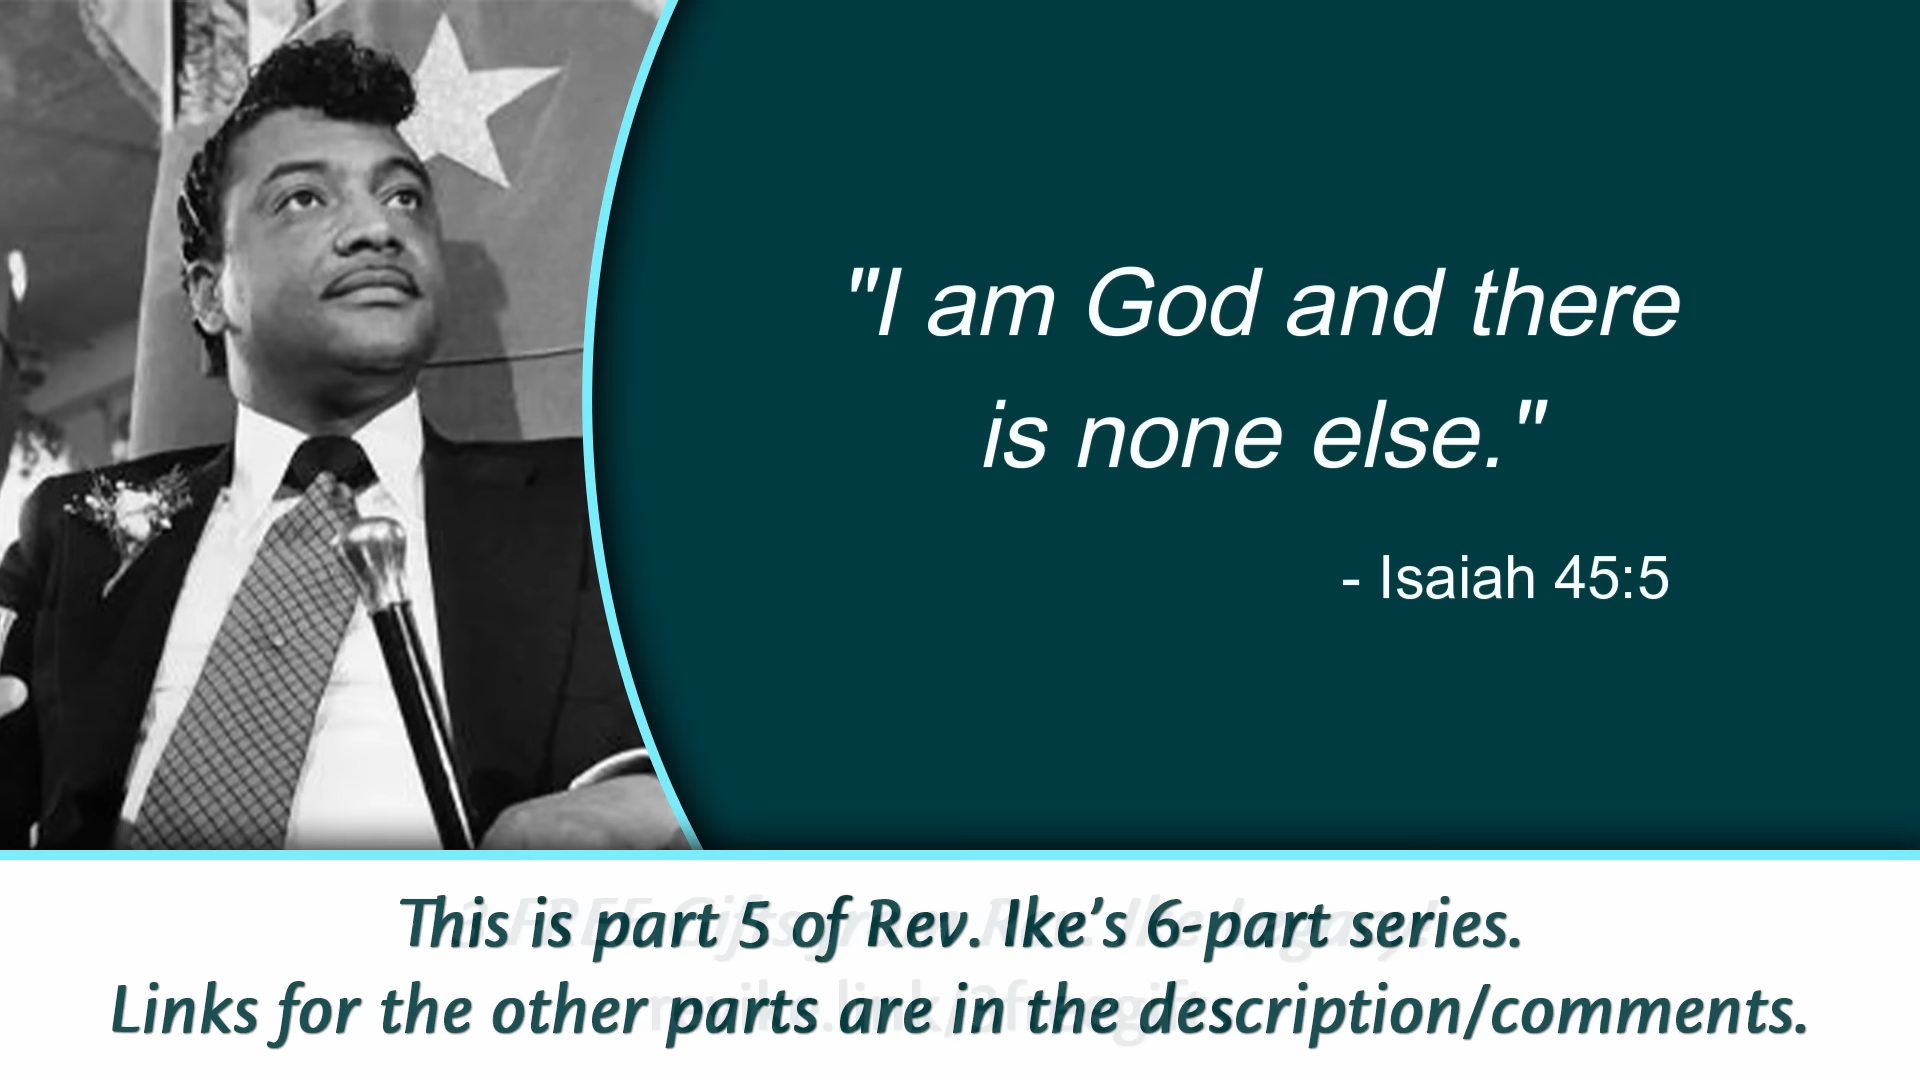 "I am God and there
is none else."
- Isaiah 45:5
This is part 5 of Rev. Ike’s 6-part series.
Links for the other parts are in the description/comments.